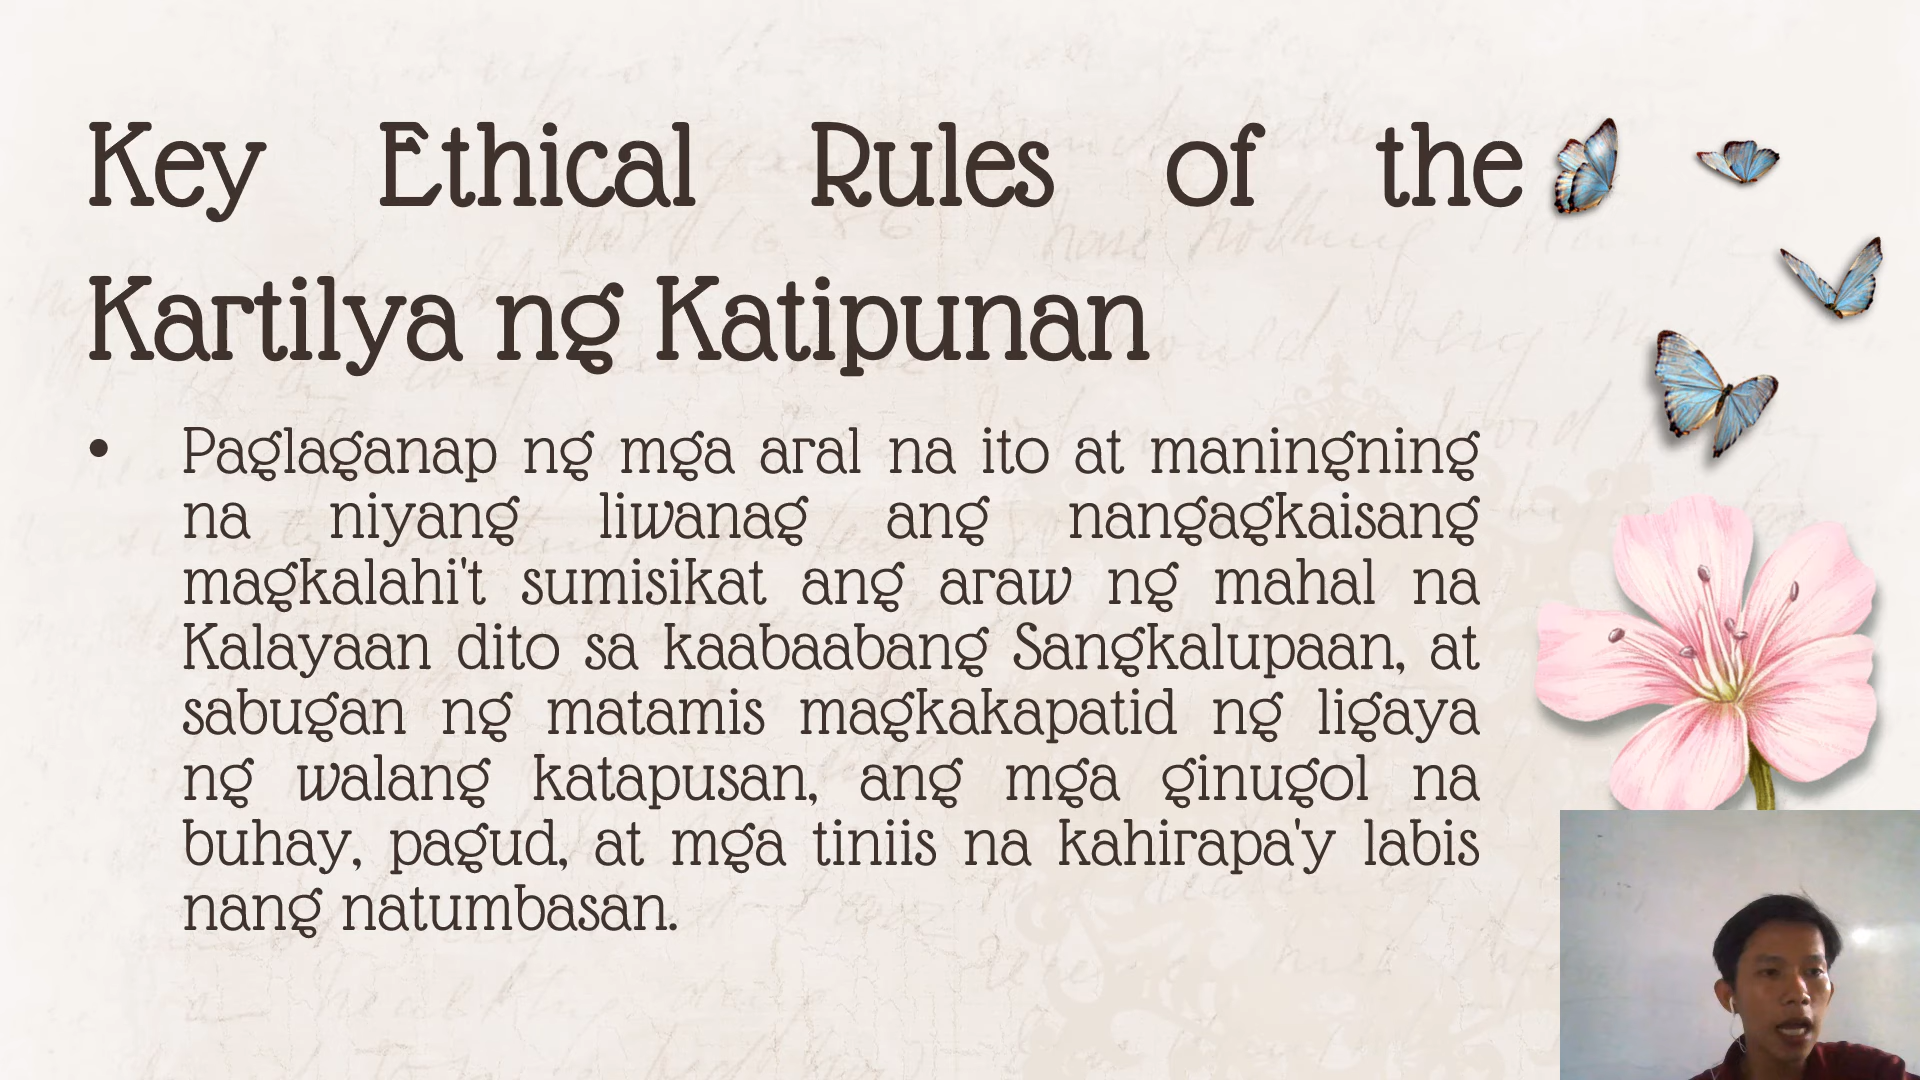 Key Ethical Rules of the
Kartilya ng Katipunan
• Paglaganap ng mga aral na ito at maningning
na niyang liwanag ang nangagkaisang
magkalahi't sumisikat ang araw ng mahal na
Kalayaan dito sa kaabaabang Sangkalupaan, at
sabugan ng matamis magkakapatid ng ligaya
ng walang katapusan, ang mga ginugol na
buhay, pagud, at mga tiniis na kahirapa'y labis
nang natumbasan.